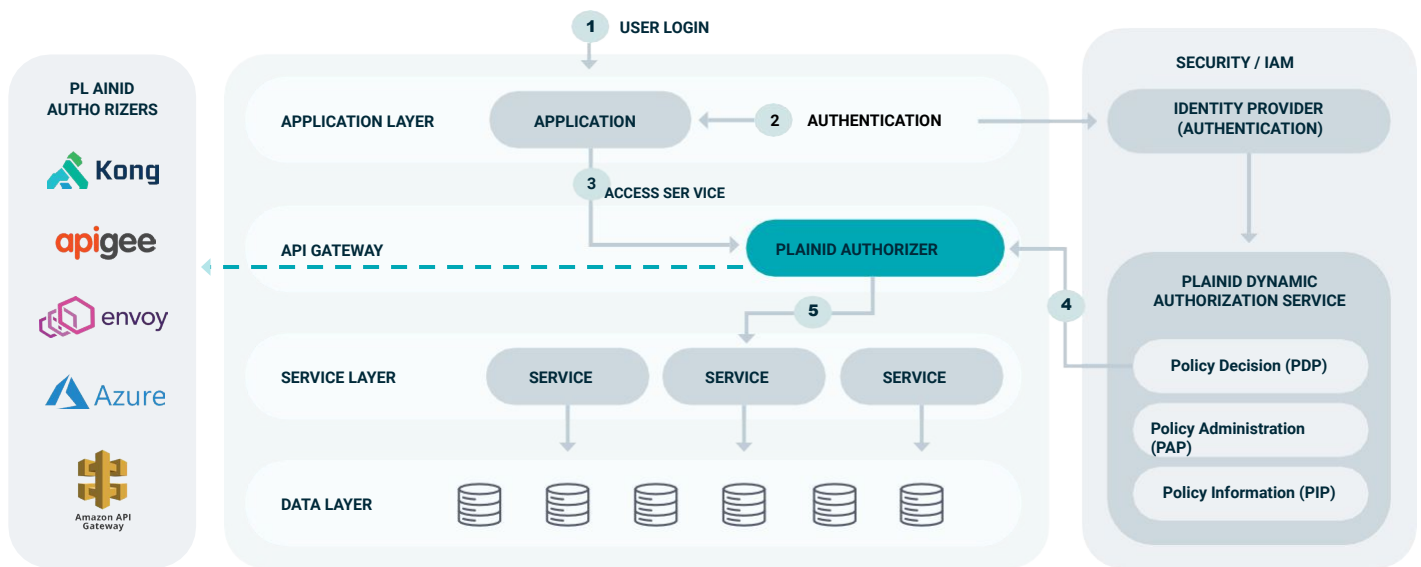 1 USER LOGIN
PL AINID
AUTHO RIZERS
Kong
apigee
envoy
Azure
Amazon API
Gateway
APPLICATION LAYER
APPLICATION
2 AUTHENTICATION
3 ACCESS SER VICE
API GATEWAY
PLAINID AUTHORIZER
4
5
SERVICE LAYER
SERVICE
SERVICE
SERVICE
DATA LAYER
SECURITY / IAM
IDENTITY PROVIDER
(AUTHENTICATION)
PLAINID DYNAMIC
AUTHORIZATION SERVICE
Policy Decision (PDP)
Policy Administration
(PAP)
Policy Information (PIP)